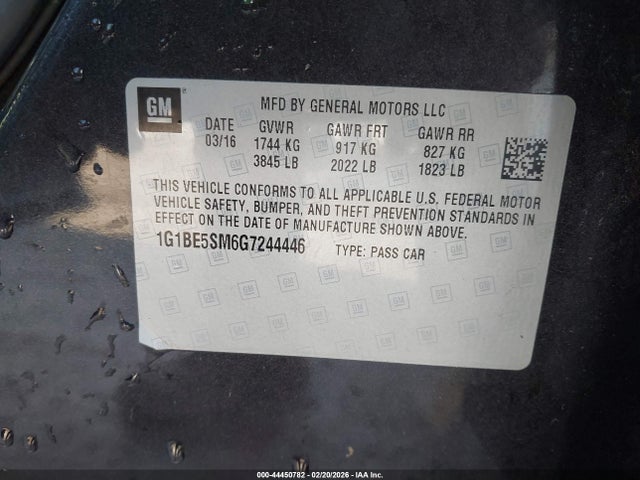 GM
MFD BY GENERAL MOTORS LLC
DATE GVWR GAWR FRT GAWR RR
03/16 1744 KG 917 KG 827 KG
3845 LB 2022 LB 1823 LB
THIS VEHICLE CONFORMS TO ALL APPLICABLE U.S. FEDERAL MOTOR
VEHICLE SAFETY, BUMPER, AND THEFT PREVENTION STANDARDS IN
EFFECT ON THE DATE OF MANUFACTURE SHOWN ABOVE.
1G1BE5SM6G7244446 TYPE: PASS CAR
000-44450782 - 02/20/2026 - IAA Inc.